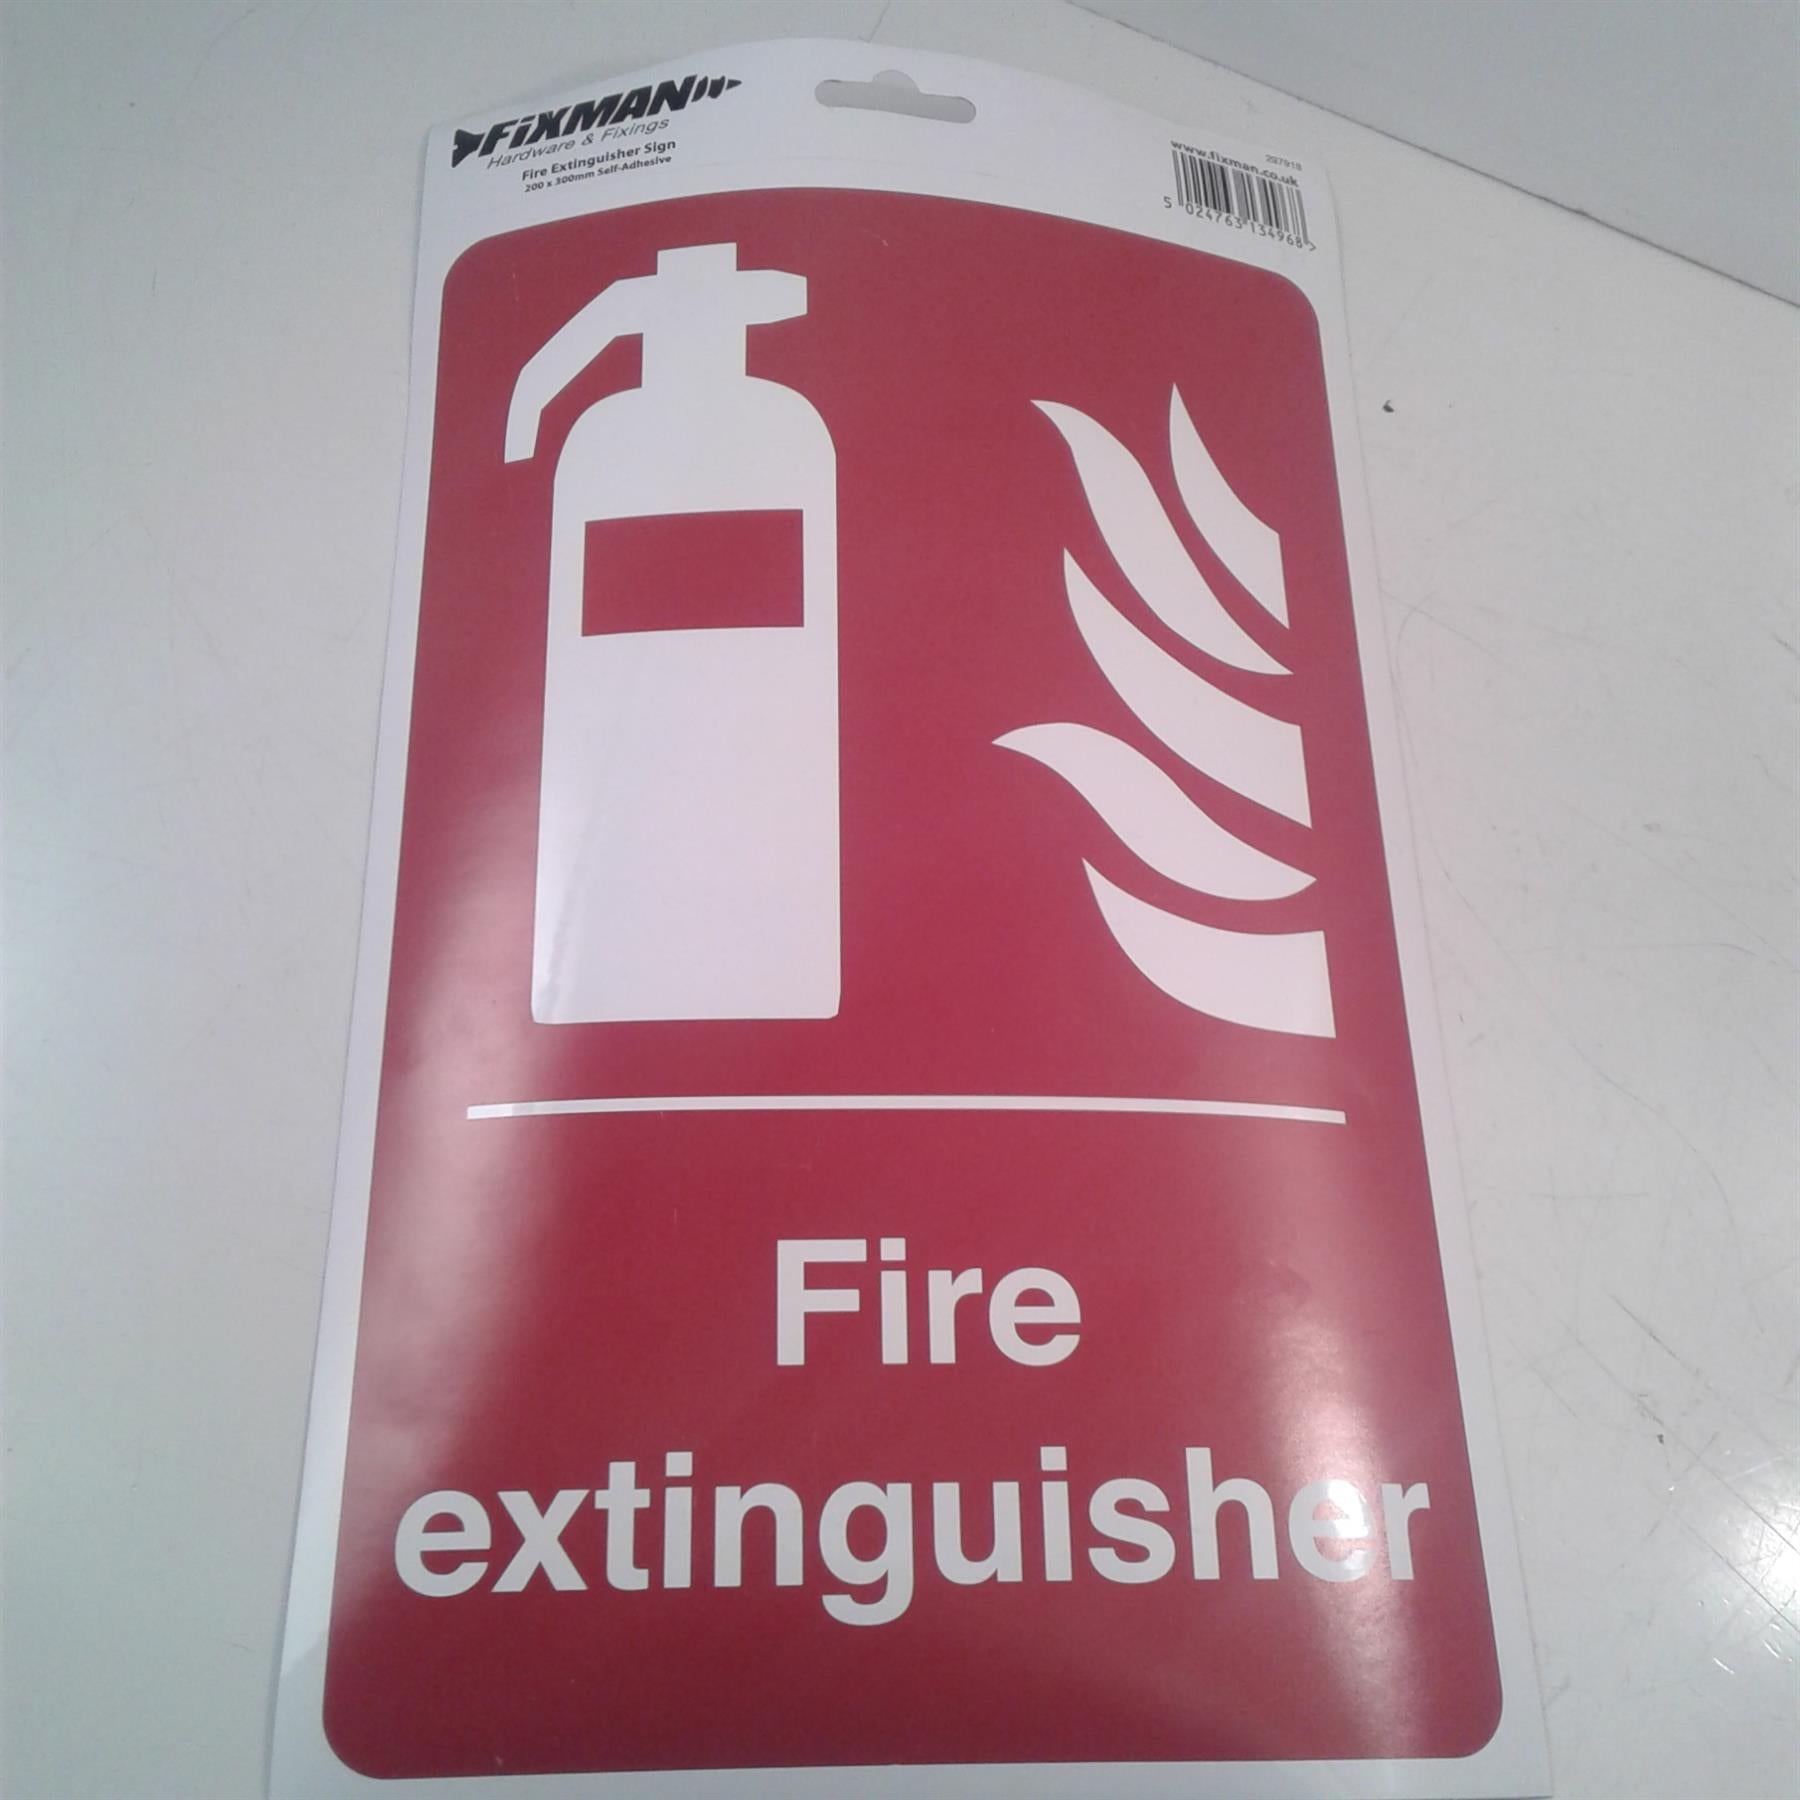 FiXMAN
Hardware & Fixings
Fire Extinguisher Sign
200 x 300mm Self-Adhesive
297918
www.fixman.co.uk
5 024763 134968 >
Fire
extinguisher